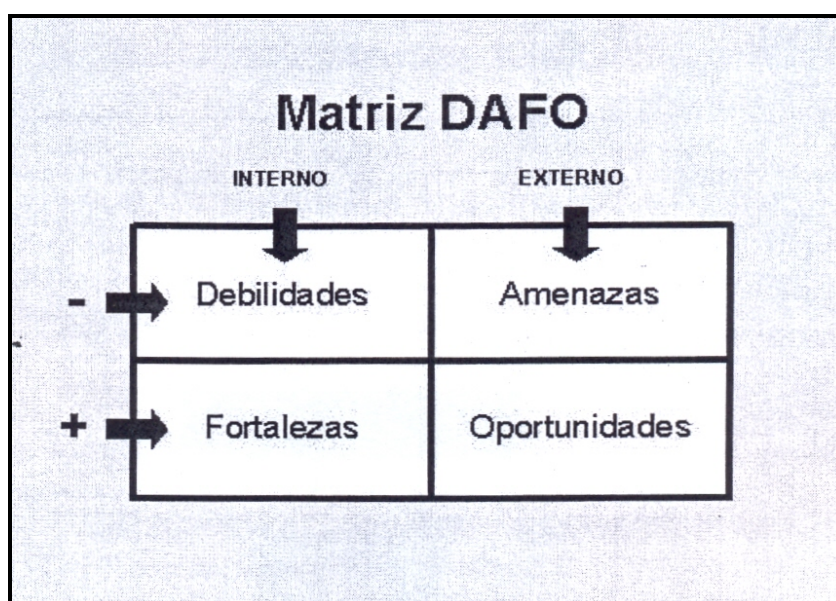 Matriz DAFO
INTERNO EXTERNO
- Debilidades Amenazas
+ Fortalezas Oportunidades